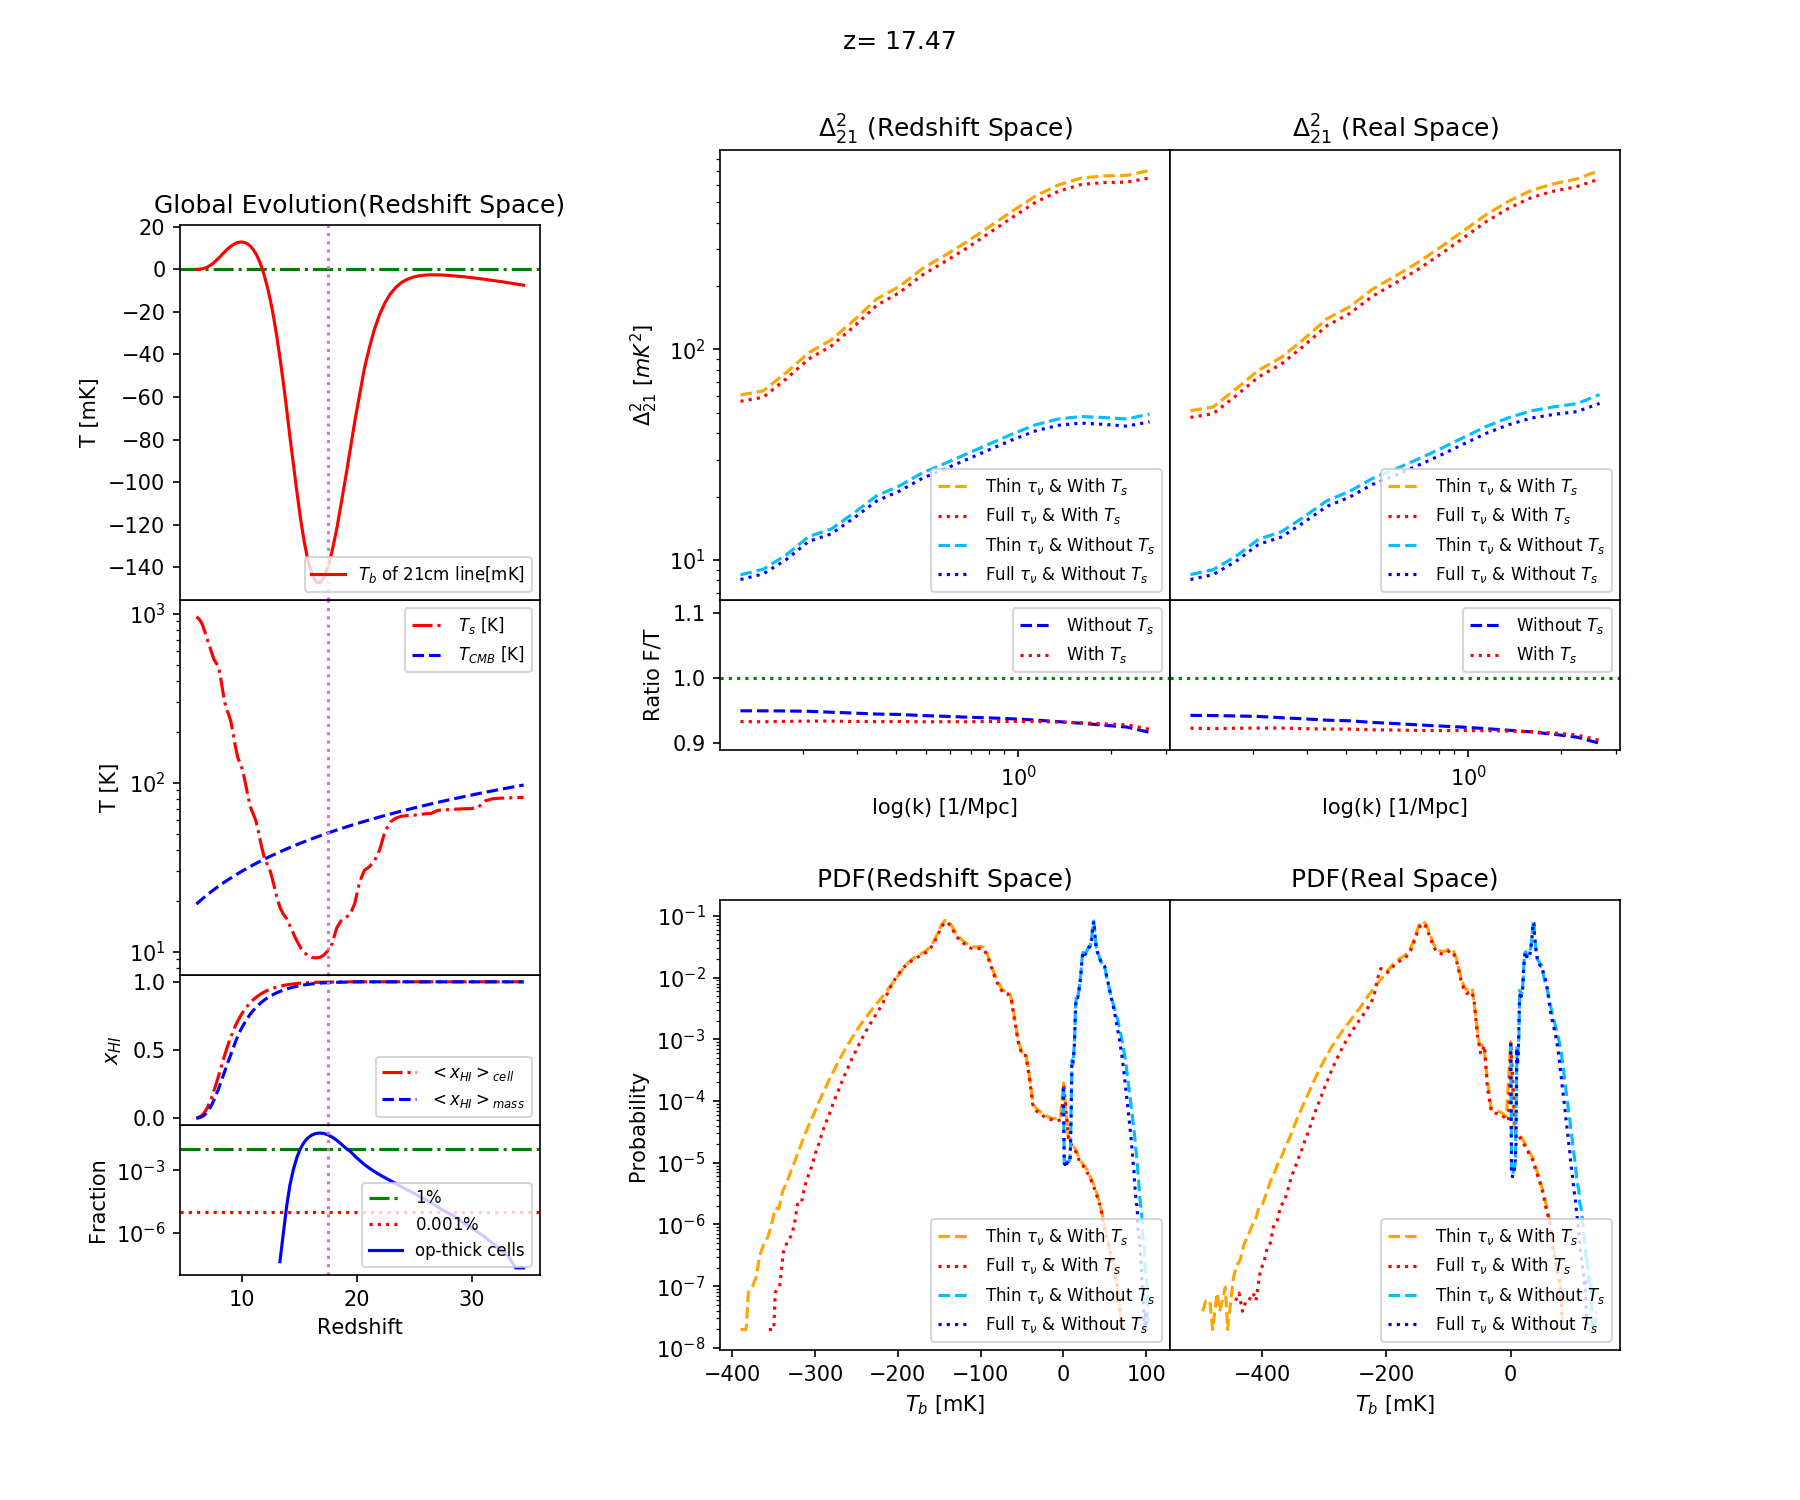 z= 17.47
Global Evolution(Redshift Space)
20
0
−20
−40
−60
−80
−100
−120
−140
T [mK]
T_b of 21cm line[mK]
10^3
10^2
10^1
T [K]
T_s [K]
T_CMB [K]
1.0
0.5
0.0
x_HI
< x_HI >_cell
< x_HI >_mass
10^−3
10^−6
Fraction
1%
0.001%
op-thick cells
10 20 30
Redshift
Δ^2_21 (Redshift Space)
Δ^2_21 (Real Space)
10^2
10^1
Δ^2_21 [mK^2]
Thin τ_ν & With T_s
Full τ_ν & With T_s
Thin τ_ν & Without T_s
Full τ_ν & Without T_s
Thin τ_ν & With T_s
Full τ_ν & With T_s
Thin τ_ν & Without T_s
Full τ_ν & Without T_s
1.1
1.0
0.9
Ratio F/T
Without T_s
With T_s
Without T_s
With T_s
10^0
10^0
log(k) [1/Mpc]
log(k) [1/Mpc]
PDF(Redshift Space)
PDF(Real Space)
10^−1
10^−2
10^−3
10^−4
10^−5
10^−6
10^−7
10^−8
Probability
Thin τ_ν & With T_s
Full τ_ν & With T_s
Thin τ_ν & Without T_s
Full τ_ν & Without T_s
Thin τ_ν & With T_s
Full τ_ν & With T_s
Thin τ_ν & Without T_s
Full τ_ν & Without T_s
−400 −300 −200 −100 0 100
−400 −200 0
T_b [mK]
T_b [mK]